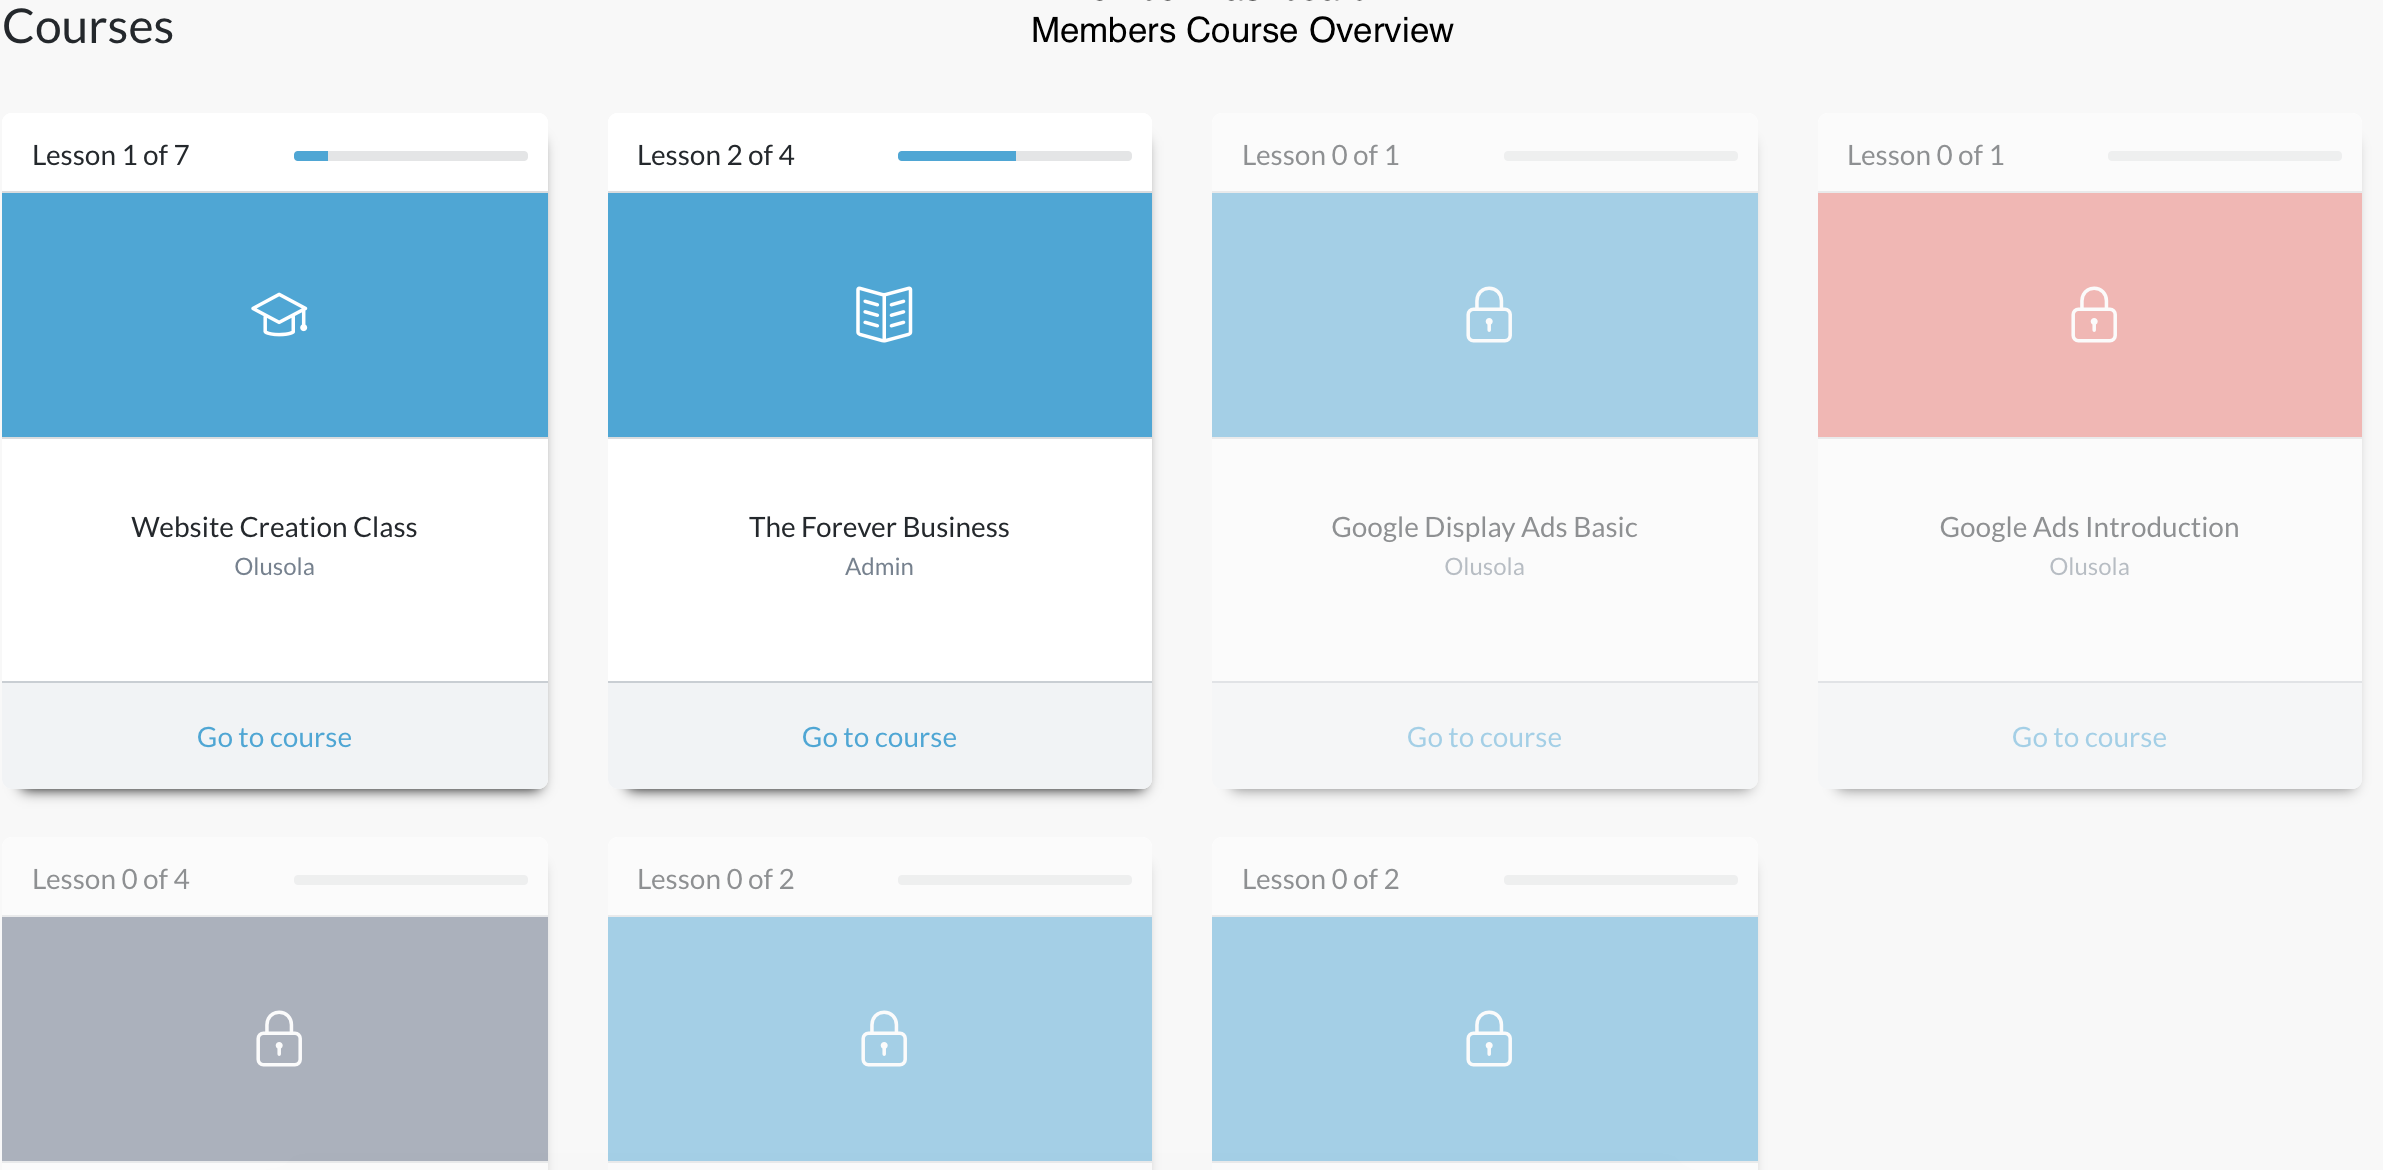 Courses
Members Course Overview
Lesson 1 of 7
Lesson 2 of 4
Lesson 0 of 1
Lesson 0 of 1
Website Creation Class
Olusola
The Forever Business
Admin
Google Display Ads Basic
Olusola
Google Ads Introduction
Olusola
Go to course
Go to course
Go to course
Go to course
Lesson 0 of 4
Lesson 0 of 2
Lesson 0 of 2